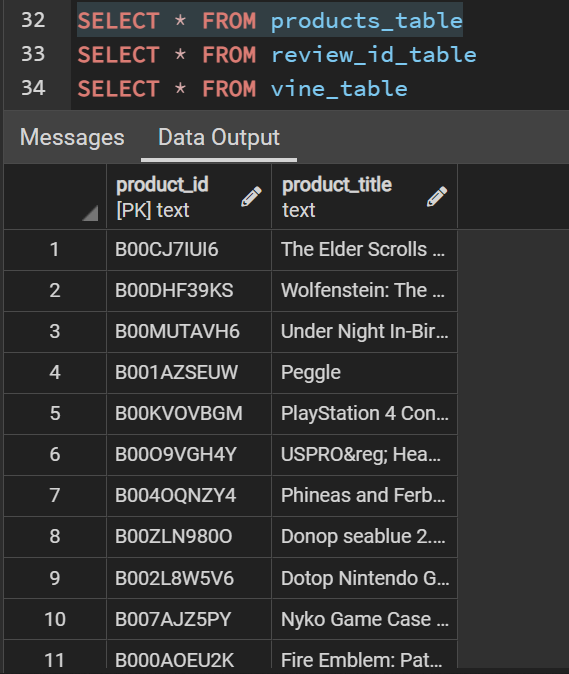 32 SELECT * FROM products_table
33 SELECT * FROM review_id_table
34 SELECT * FROM vine_table
Messages Data Output
product_id product_title
[PK] text text
1 B00CJ7IUI6 The Elder Scrolls ...
2 B00DHF39KS Wolfenstein: The ...
3 B00MUTAVH6 Under Night In-Bir...
4 B001AZSEUW Peggle
5 B00KVOVBGM PlayStation 4 Con...
6 B00O9VGH4Y USPRO&reg; Hea...
7 B004OQNZY4 Phineas and Ferb...
8 B00ZLN980O Donop seablue 2....
9 B002L8W5V6 Dotop Nintendo G...
10 B007AJZ5PY Nyko Game Case ...
11 B000AOEU2K Fire Emblem: Pat...